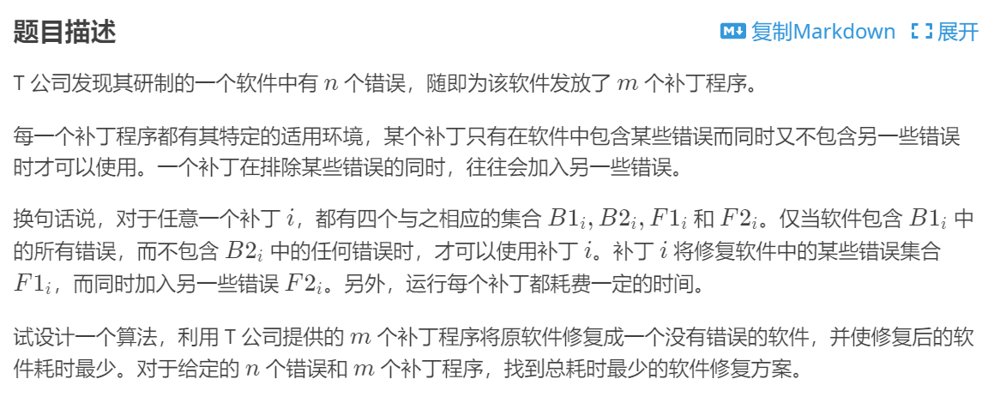 题目描述
复制Markdown 展开
T 公司发现其研制的一个软件中有 n 个错误，随即为该软件发放了 m 个补丁程序。
每一个补丁程序都有其特定的适用环境，某个补丁只有在软件中包含某些错误而同时又不包含另一些错误
时才可以使用。一个补丁在排除某些错误的同时，往往会加入另一些错误。
换句话说，对于任意一个补丁 i，都有四个与之相应的集合 B1ᵢ, B2ᵢ, F1ᵢ 和 F2ᵢ。仅当软件包含 B1ᵢ 中
的所有错误，而不包含 B2ᵢ 中的任何错误时，才可以使用补丁 i。补丁 i 将修复软件中的某些错误集合
F1ᵢ，而同时加入另一些错误 F2ᵢ。另外，运行每个补丁都耗费一定的时间。
试设计一个算法，利用 T 公司提供的 m 个补丁程序将原软件修复成一个没有错误的软件，并使修复后的软
件耗时最少。对于给定的 n 个错误和 m 个补丁程序，找到总耗时最少的软件修复方案。